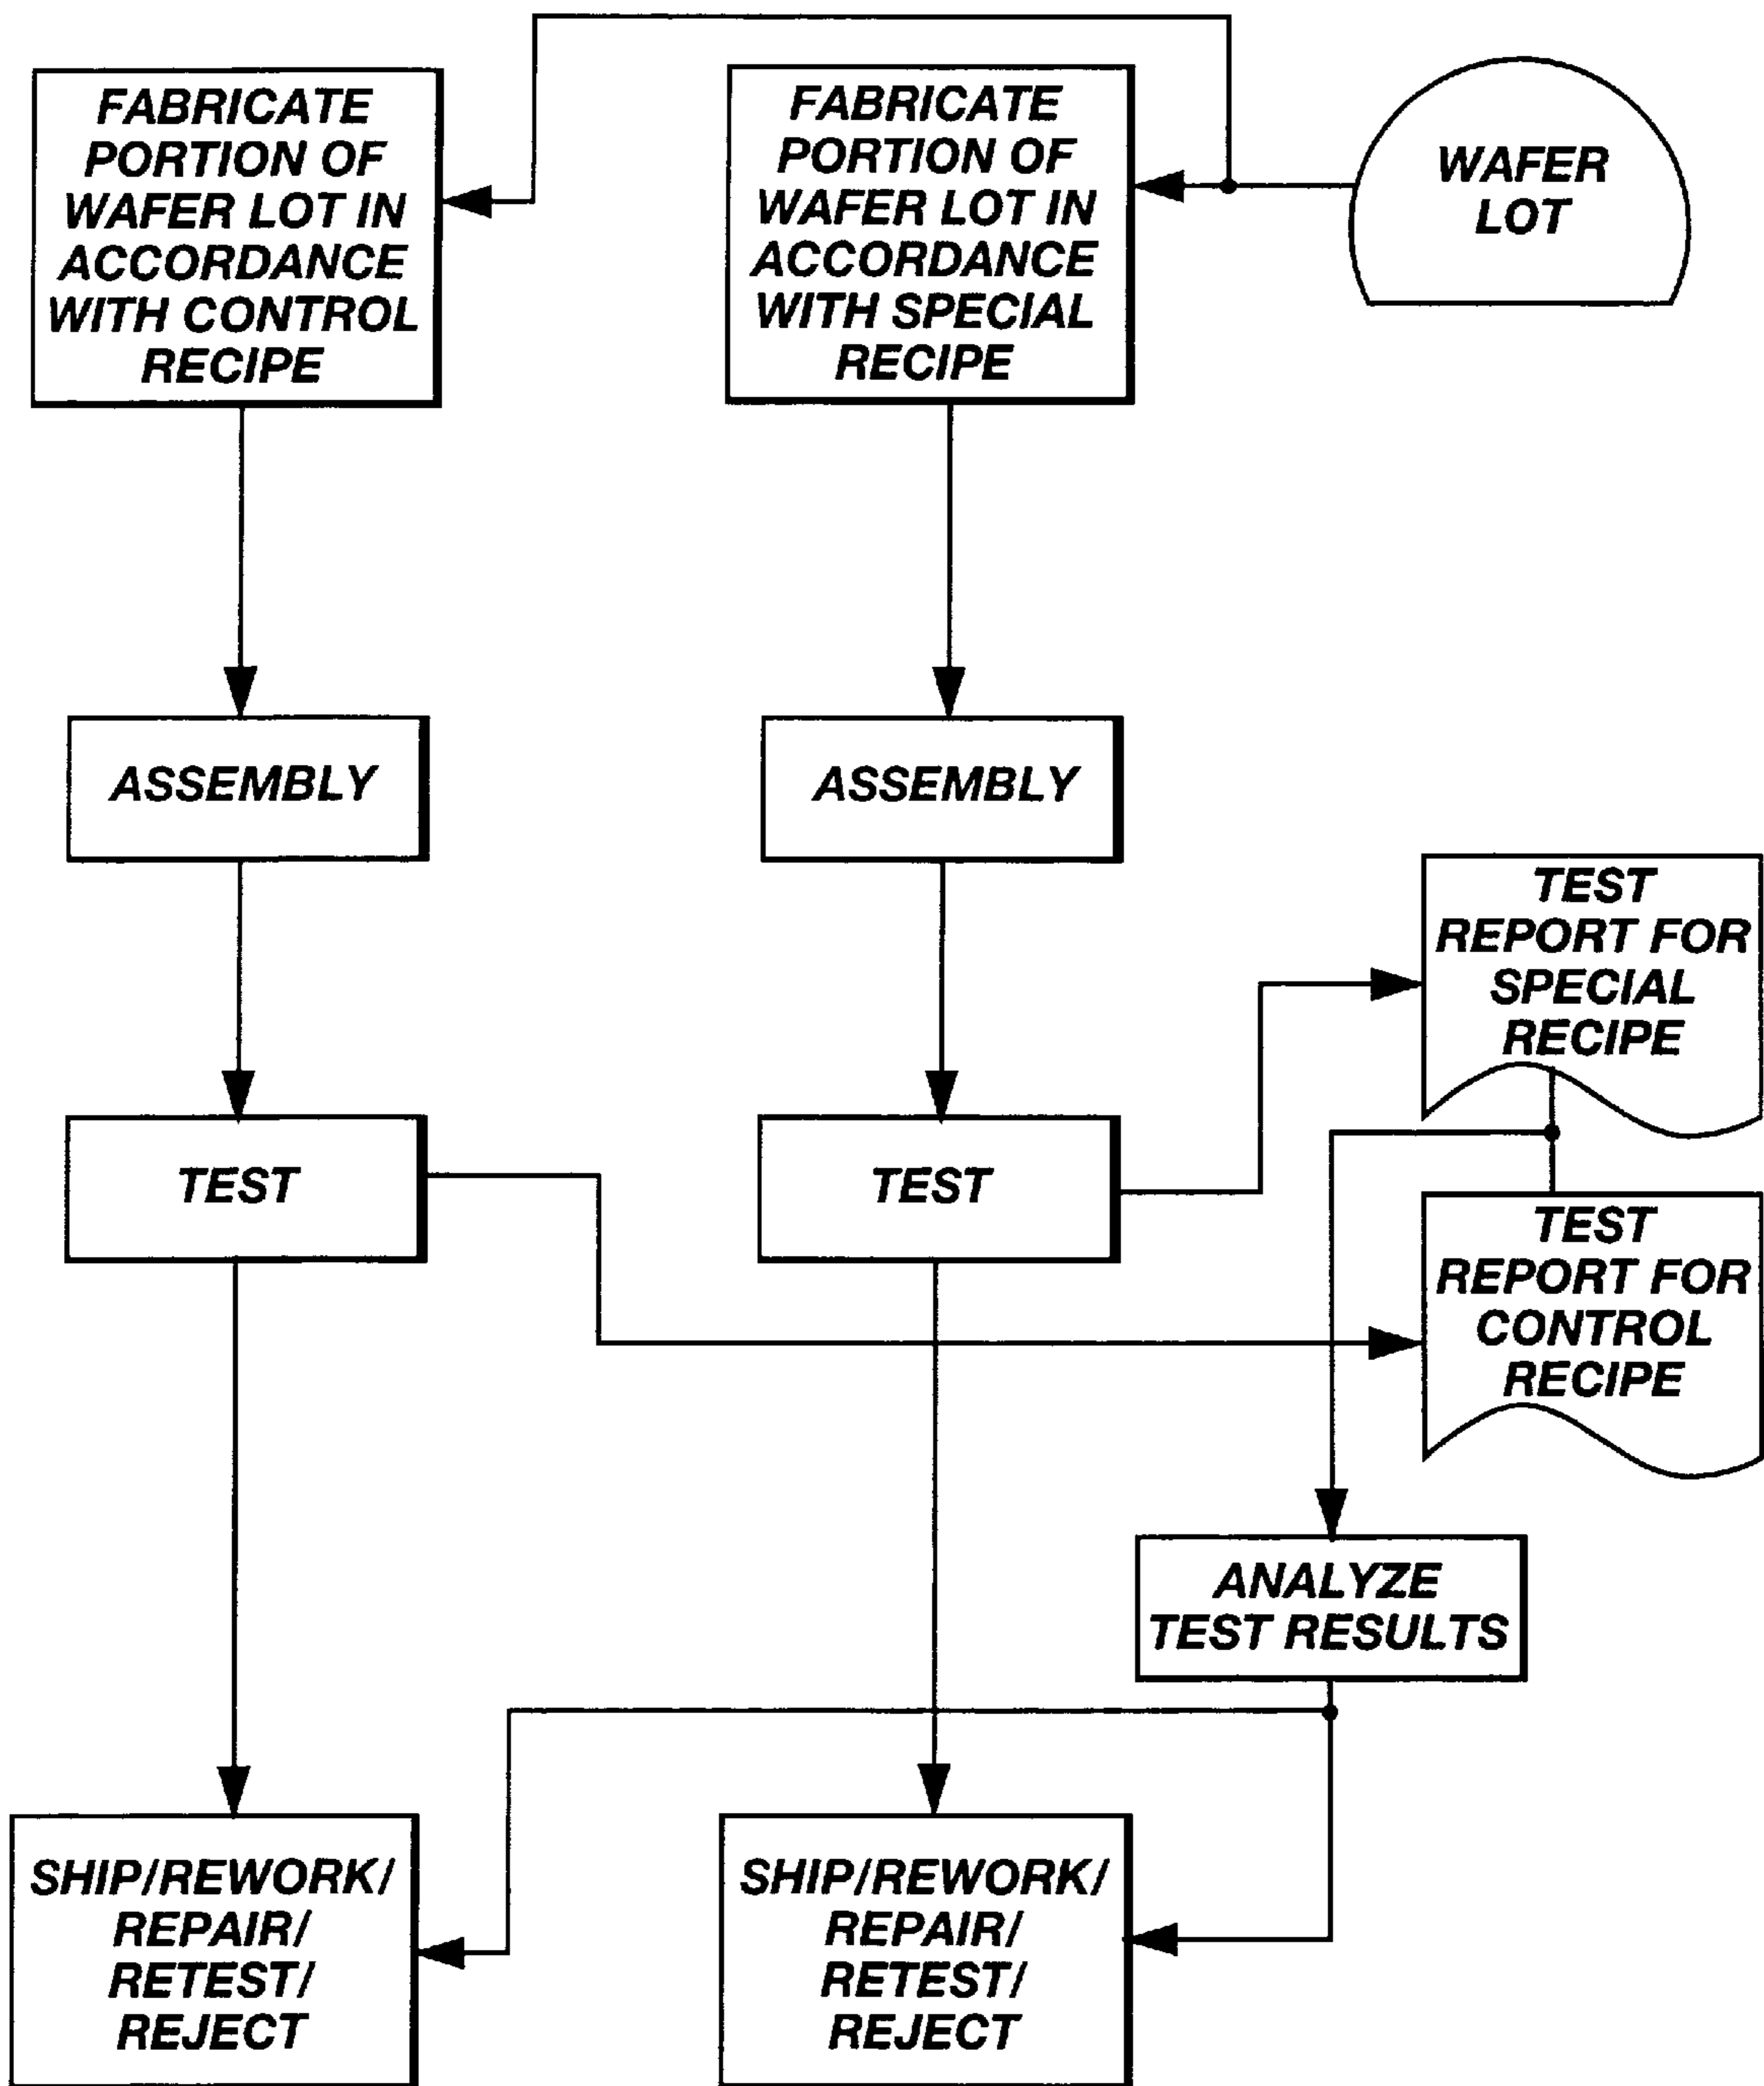 FABRICATE
PORTION OF
WAFER LOT IN
ACCORDANCE
WITH CONTROL
RECIPE
FABRICATE
PORTION OF
WAFER LOT IN
ACCORDANCE
WITH SPECIAL
RECIPE
WAFER
LOT
ASSEMBLY
ASSEMBLY
TEST
REPORT FOR
SPECIAL
RECIPE
TEST
TEST
TEST
REPORT FOR
CONTROL
RECIPE
ANALYZE
TEST RESULTS
SHIP/REWORK/
REPAIR/
RETEST/
REJECT
SHIP/REWORK/
REPAIR/
RETEST/
REJECT